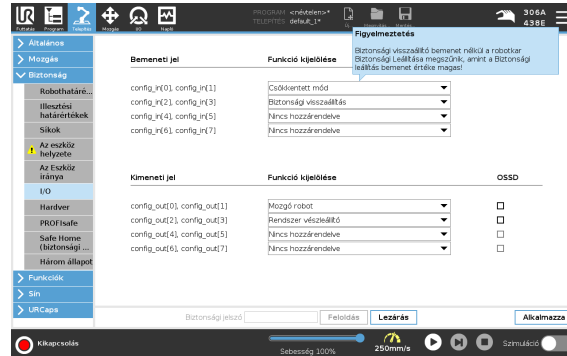 Futtatás Program Telepítés Mozgás I/O Napló
PROGRAM <névtelen>*
TELEPÍTÉS default_1*
306A
438E
Figyelmeztetés
Biztonsági visszaállító bemenet nélkül a robotkar
Biztonsági Leállítása megszűnik, amint a Biztonsági
leállítás bemenet értéke magas!
Általános
Mozgás
Biztonság
Robothatáré...
Illesztési
határértékek
Síkok
Az eszköz
helyzete
Az Eszköz
iránya
I/O
Hardver
PROFIsafe
Safe Home
(biztonsági ...
Három állapot
Funkciók
Sín
URCaps
Bemeneti jel Funkció kijelölése
config_in[0], config_in[1] Csökkentett mód
config_in[2], config_in[3] Biztonsági visszaállítás
config_in[4], config_in[5] Nincs hozzárendelve
config_in[6], config_in[7] Nincs hozzárendelve
Kimeneti jel Funkció kijelölése OSSD
config_out[0], config_out[1] Mozgó robot
config_out[2], config_out[3] Rendszer vészleállító
config_out[4], config_out[5] Nincs hozzárendelve
config_out[6], config_out[7] Nincs hozzárendelve
Biztonsági jelszó Feloldás Lezárás Alkalmazza
Kikapcsolás
Sebesség 100%
250mm/s
Szimuláció